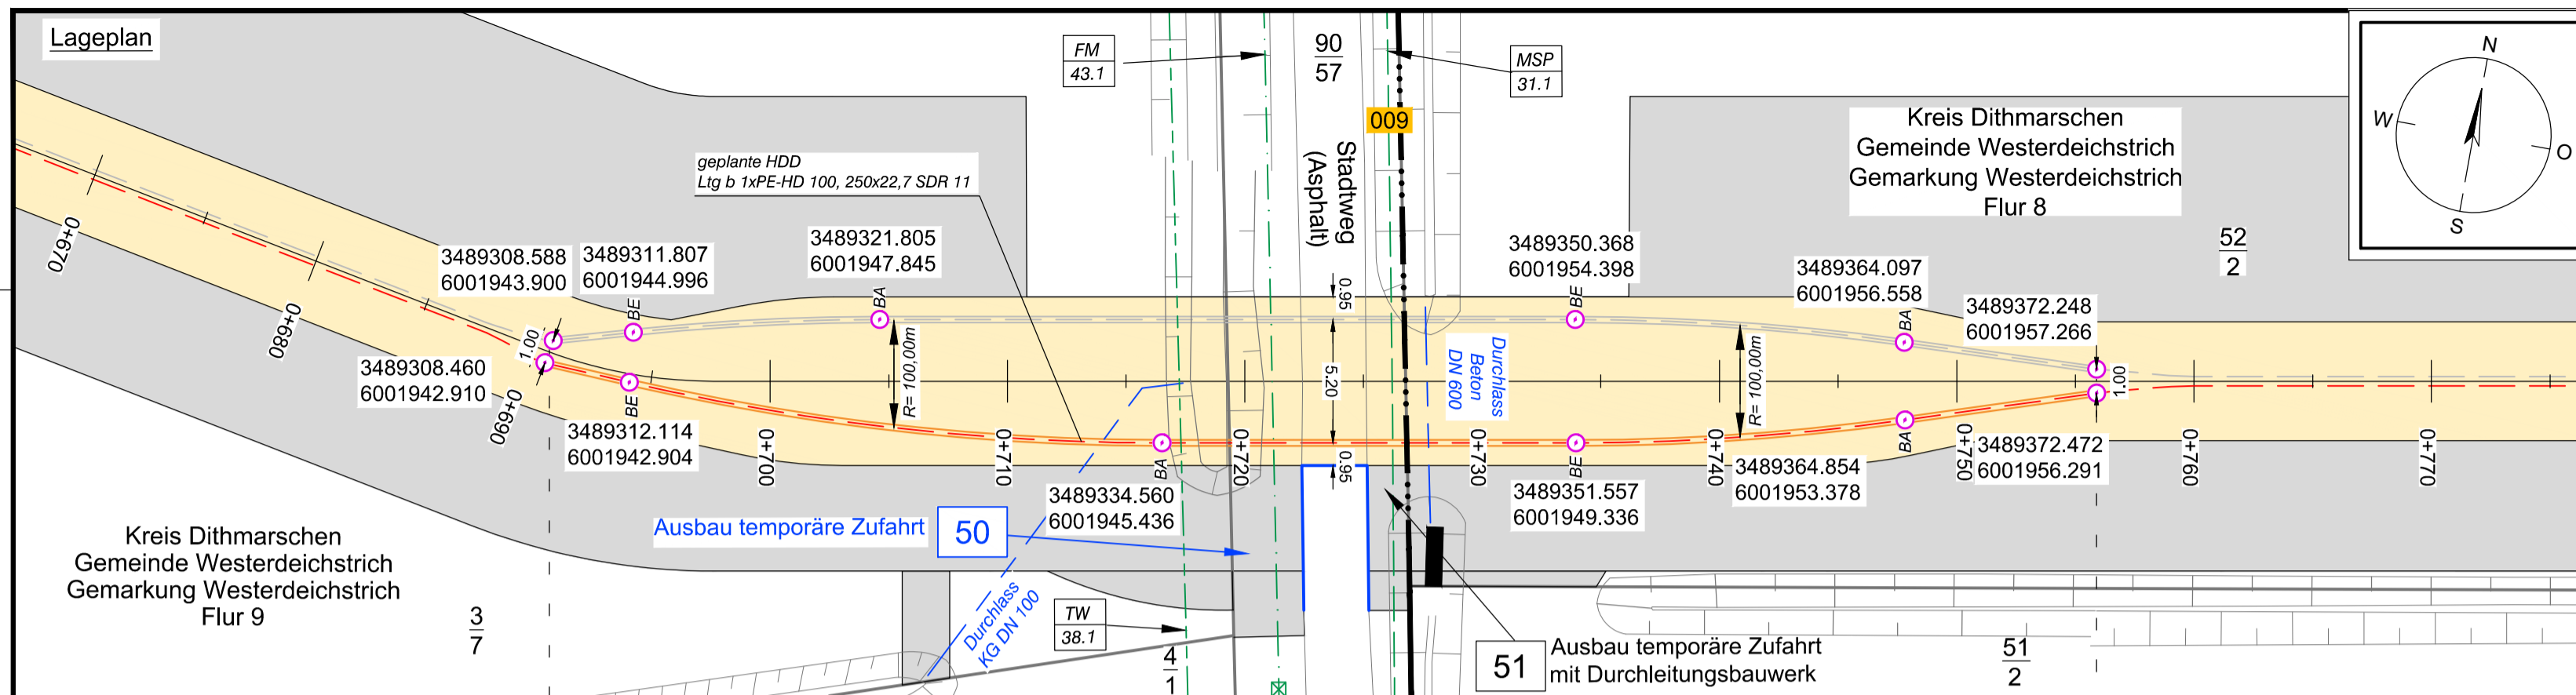 Lageplan
FM
43.1
90
57
MSP
31.1
009
Stadtweg
(Asphalt)
Kreis Dithmarschen
Gemeinde Westerdeichstrich
Gemarkung Westerdeichstrich
Flur 8
N
W
O
S
geplante HDD
Ltg b 1xPE-HD 100, 250x22,7 SDR 11
52
2
0+670
0+680
0+690
3489308.588
6001943.900
3489311.807
6001944.996
3489321.805
6001947.845
3489350.368
6001954.398
3489364.097
6001956.558
3489372.248
6001957.266
BE
BA
BE
BA
0.95
5.20
0.95
1.00
1.00
R= 100,00m
R= 100,00m
Durchlass
Beton
DN 600
3489308.460
6001942.910
BE
BA
BE
BA
3489312.114
6001942.904
0+700
0+710
0+720
0+730
0+740
0+750
0+760
0+770
3489334.560
6001945.436
3489351.557
6001949.336
3489364.854
6001953.378
3489372.472
6001956.291
Ausbau temporäre Zufahrt
50
Kreis Dithmarschen
Gemeinde Westerdeichstrich
Gemarkung Westerdeichstrich
Flur 9
3
7
Durchlass
KG DN 100
TW
38.1
4
1
51
Ausbau temporäre Zufahrt
mit Durchleitungsbauwerk
51
2